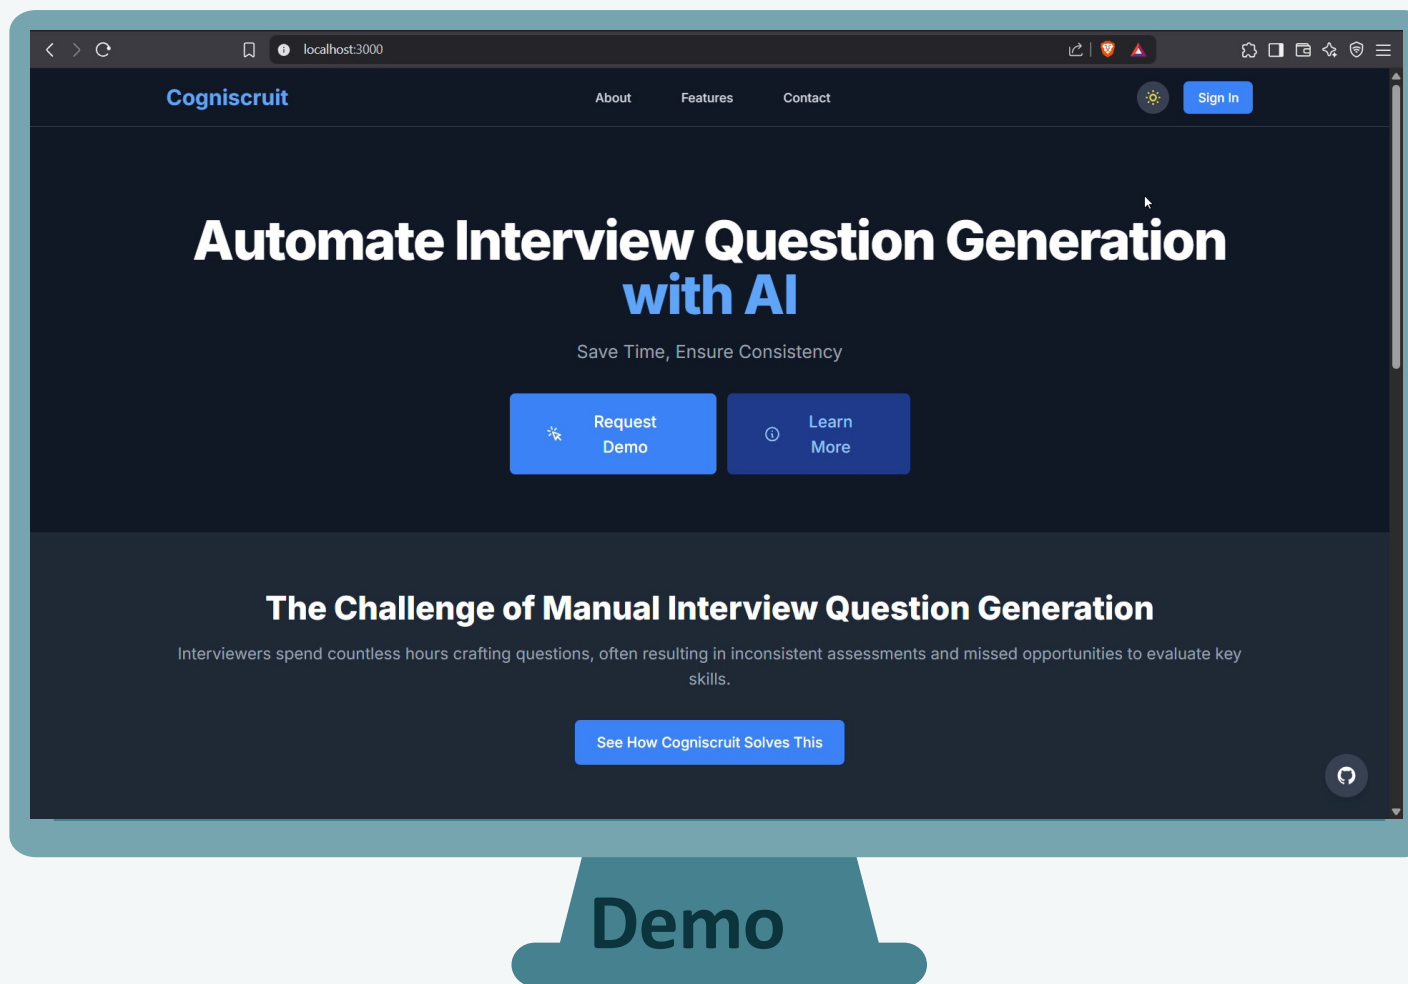 localhost:3000
Cogniscruit
About
Features
Contact
Sign In
Automate Interview Question Generation
with AI
Save Time, Ensure Consistency
Request
Demo
Learn
More
The Challenge of Manual Interview Question Generation
Interviewers spend countless hours crafting questions, often resulting in inconsistent assessments and missed opportunities to evaluate key
skills.
See How Cogniscruit Solves This
Demo